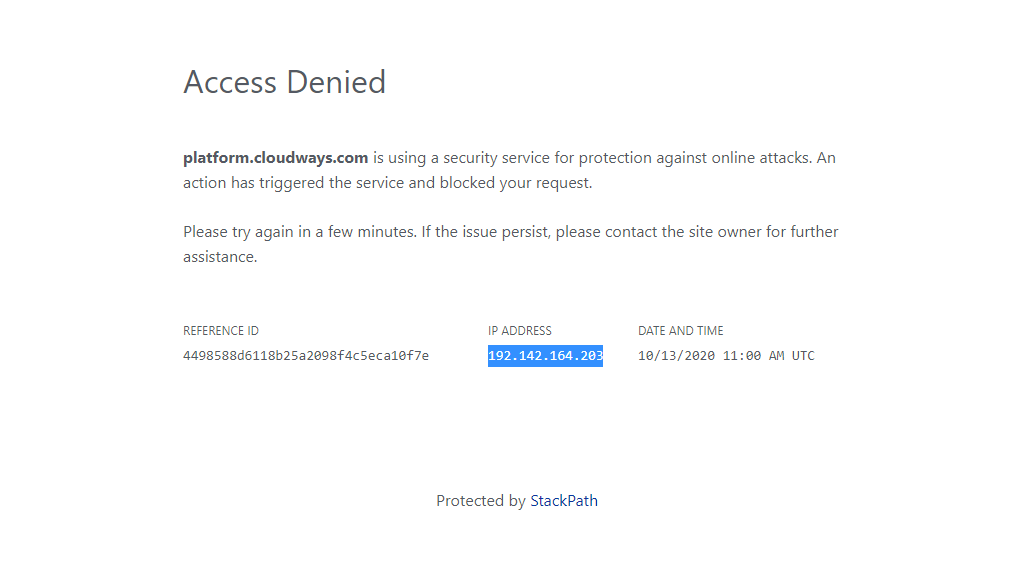 Access Denied
platform.cloudways.com is using a security service for protection against online attacks. An
action has triggered the service and blocked your request.
Please try again in a few minutes. If the issue persist, please contact the site owner for further
assistance.
REFERENCE ID IP ADDRESS DATE AND TIME
4498588d6118b25a2098f4c5eca10f7e 192.142.164.203 10/13/2020 11:00 AM UTC
Protected by StackPath